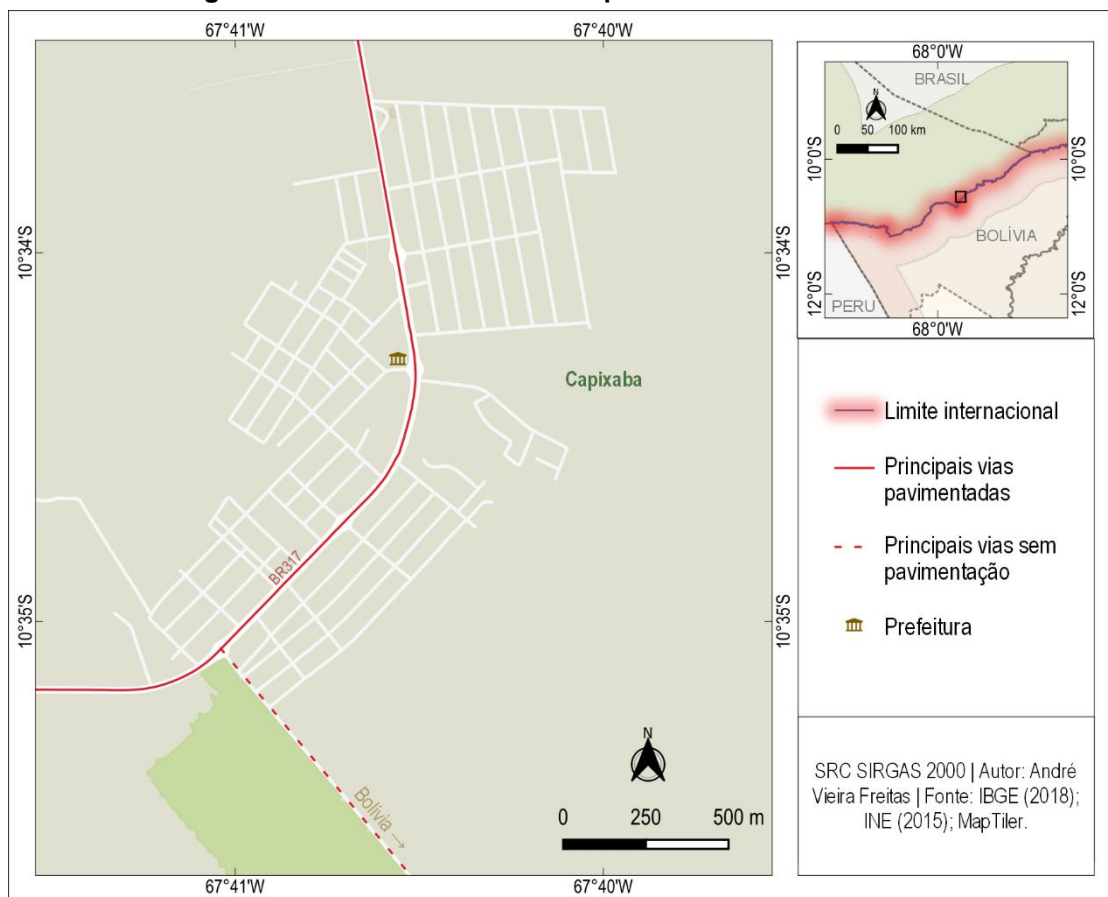 67°41'W
67°40'W
10°34'S
10°34'S
Capixaba
BR317
10°35'S
10°35'S
Bolívia →
N
0 250 500 m
67°41'W
67°40'W
68°0'W
BRASIL
N
0 50 100 km
10°0'S
10°0'S
BOLÍVIA
12°0'S
12°0'S
PERU
68°0'W
Limite internacional
Principais vias
pavimentadas
Principais vias sem
pavimentação
Prefeitura
SRC SIRGAS 2000 | Autor: André
Vieira Freitas | Fonte: IBGE (2018);
INE (2015); MapTiler.